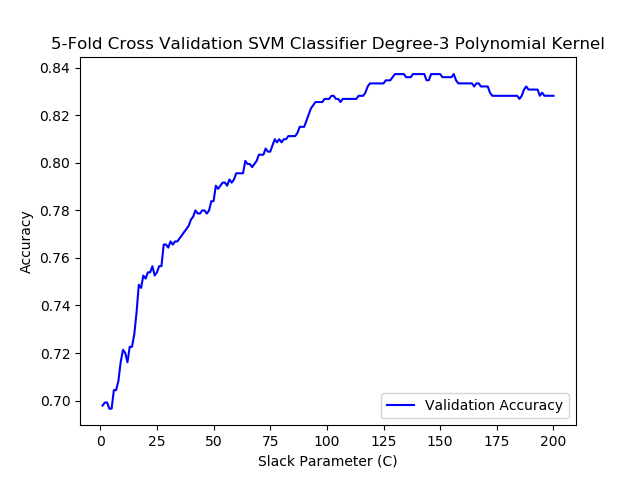 5-Fold Cross Validation SVM Classifier Degree-3 Polynomial Kernel
0.84
0.82
0.80
0.78
0.76
0.74
0.72
0.70
Accuracy
Validation Accuracy
0 25 50 75 100 125 150 175 200
Slack Parameter (C)